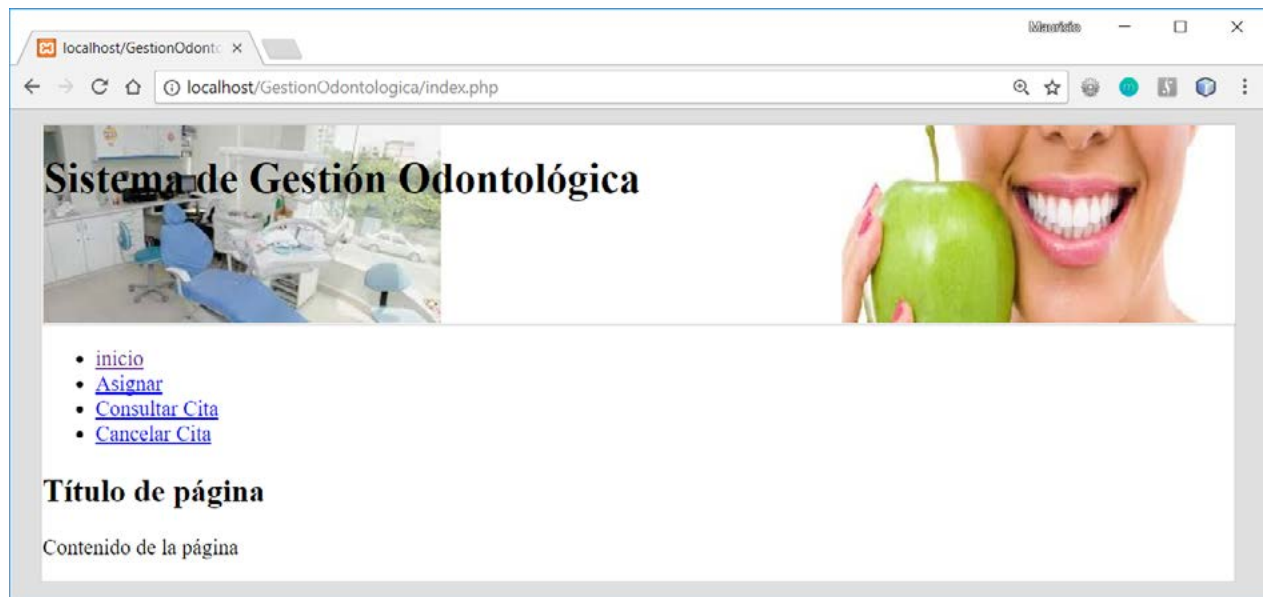 Mauricio
localhost/GestionOdonto
localhost/GestionOdontologica/index.php
Sistema de Gestión Odontológica
inicio
Asignar
Consultar Cita
Cancelar Cita
Título de página
Contenido de la página